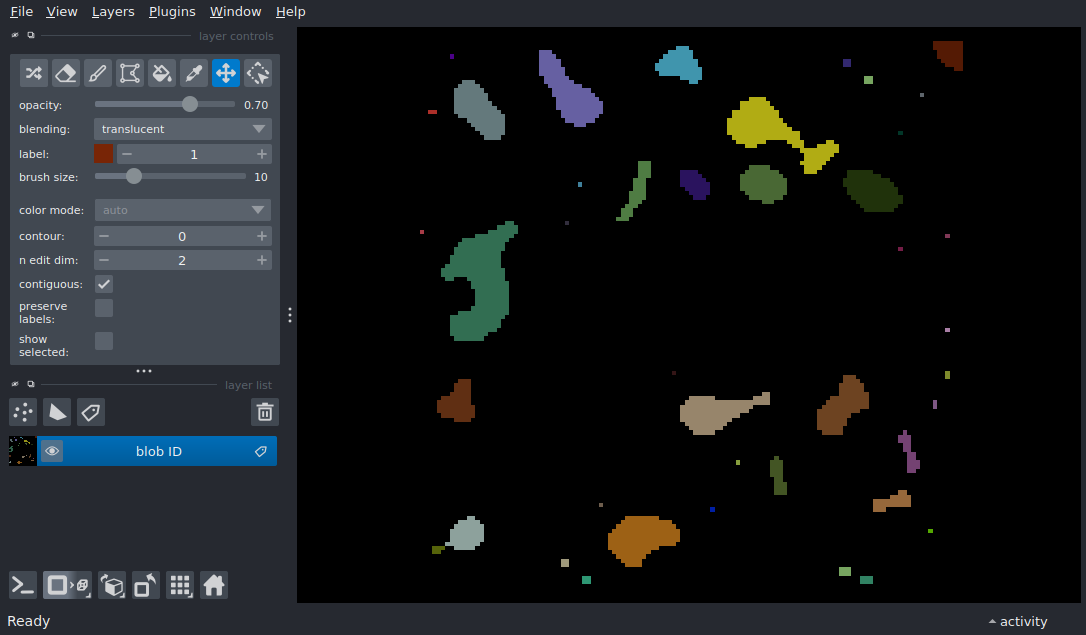 File View Layers Plugins Window Help
layer controls
opacity: 0.70
blending: translucent
label: 1
brush size: 10
color mode: auto
contour: 0
n edit dim: 2
contiguous:
preserve
labels:
show
selected:
layer list
blob ID
Ready
activity